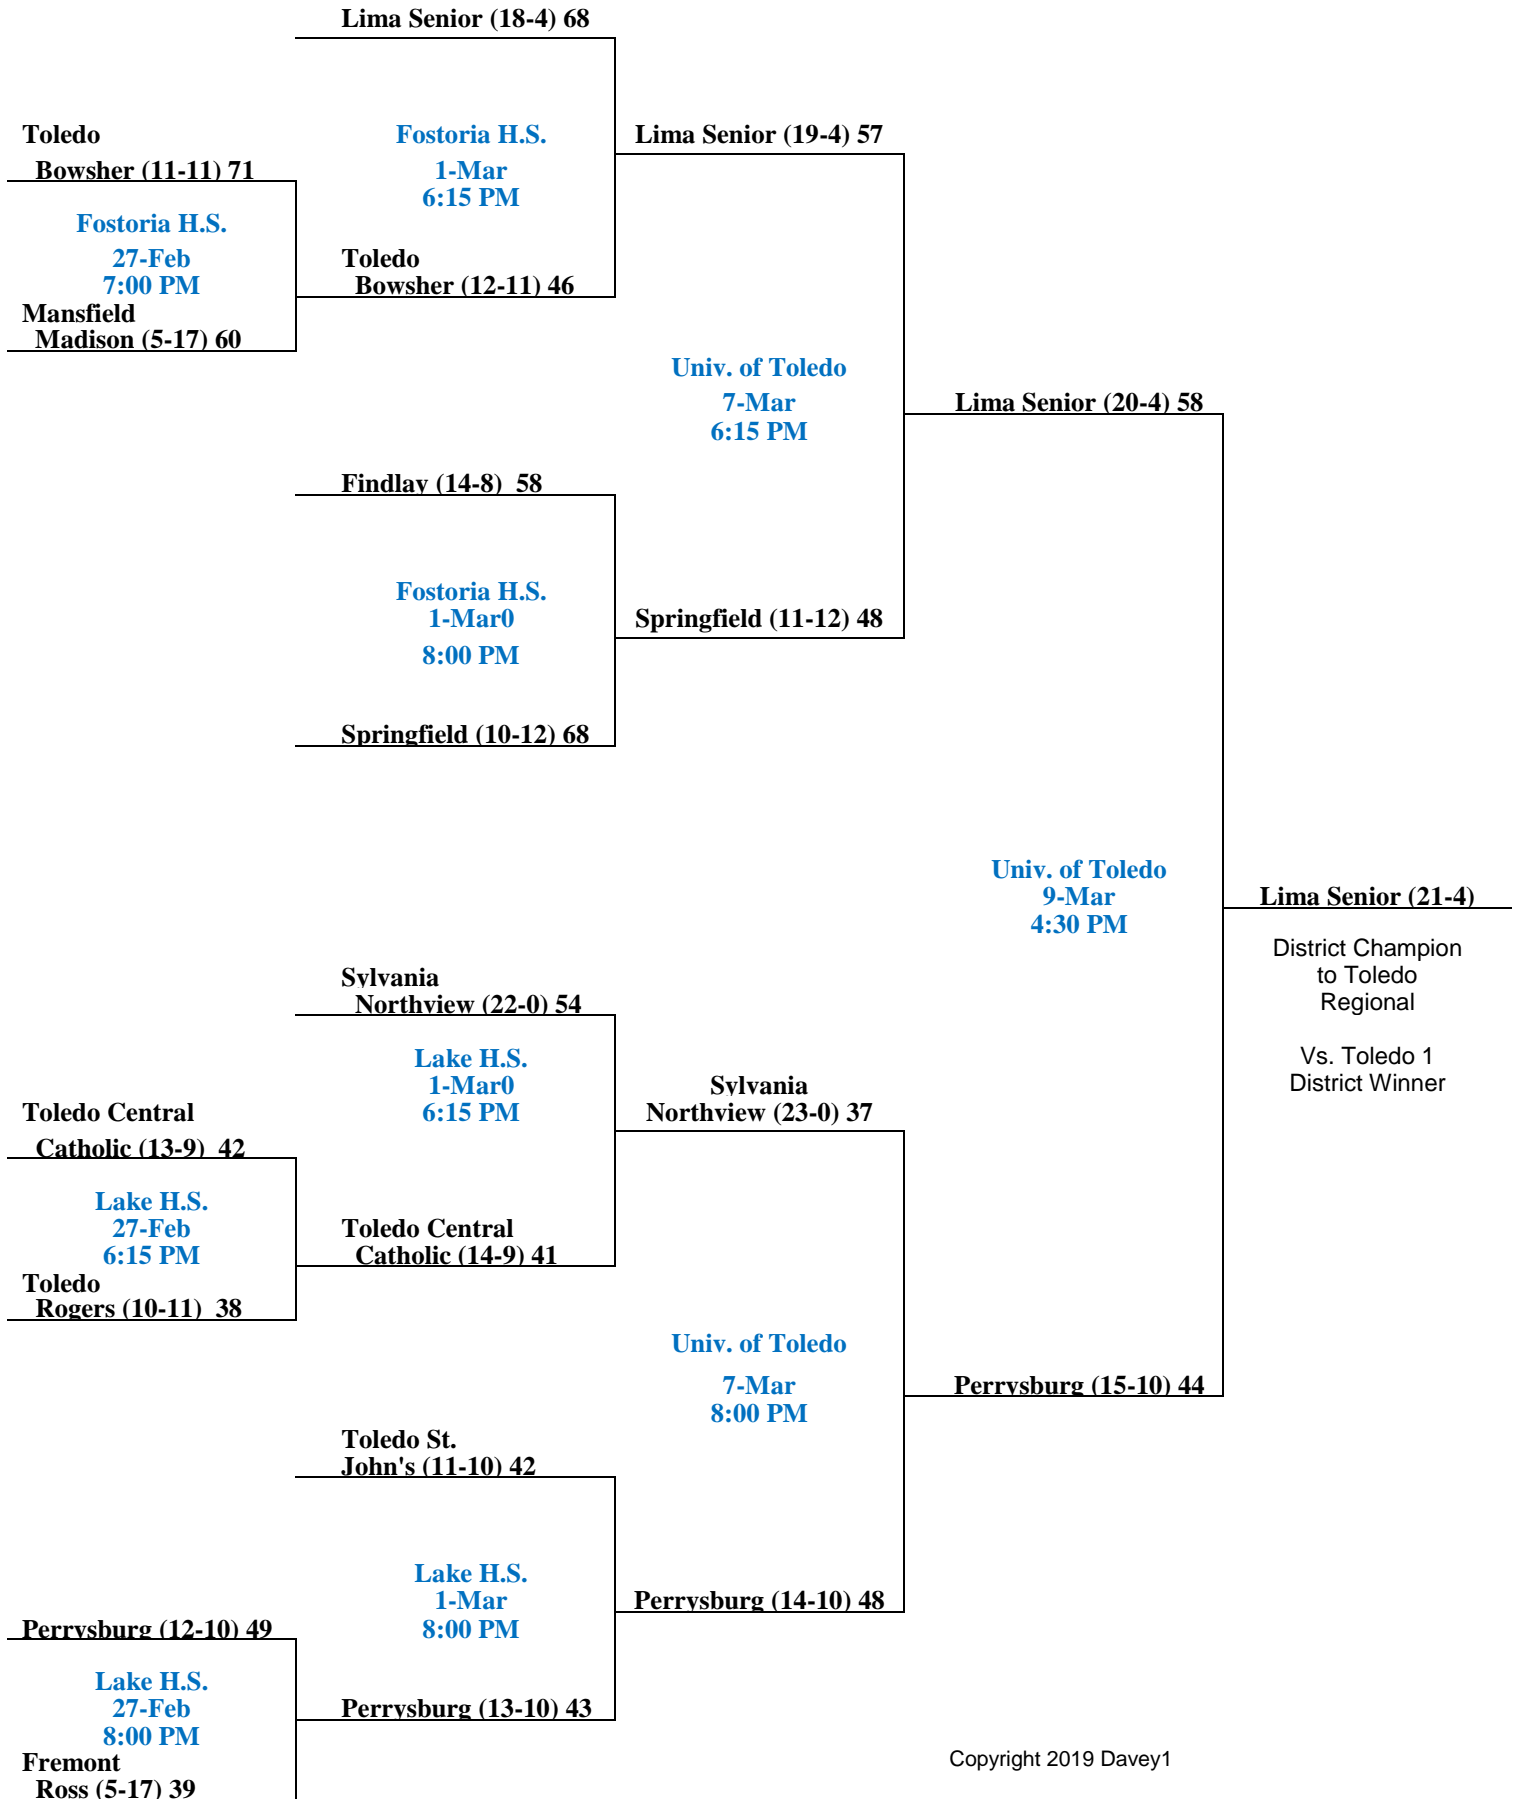 Lima Senior (18-4) 68
Toledo
Bowsher (11-11) 71
Fostoria H.S.
27-Feb
7:00 PM
Mansfield
Madison (5-17) 60
Fostoria H.S.
1-Mar
6:15 PM
Toledo
Bowsher (12-11) 46
Lima Senior (19-4) 57
Univ. of Toledo
7-Mar
6:15 PM
Lima Senior (20-4) 58
Findlay (14-8) 58
Fostoria H.S.
1-Mar0
8:00 PM
Springfield (11-12) 48
Springfield (10-12) 68
Univ. of Toledo
9-Mar
4:30 PM
Lima Senior (21-4)
District Champion
to Toledo
Regional
Vs. Toledo 1
District Winner
Sylvania
Northview (22-0) 54
Lake H.S.
1-Mar0
6:15 PM
Sylvania
Northview (23-0) 37
Toledo Central
Catholic (13-9) 42
Lake H.S.
27-Feb
6:15 PM
Toledo
Rogers (10-11) 38
Toledo Central
Catholic (14-9) 41
Univ. of Toledo
7-Mar
8:00 PM
Perrysburg (15-10) 44
Toledo St.
John's (11-10) 42
Lake H.S.
1-Mar
8:00 PM
Perrysburg (14-10) 48
Perrysburg (12-10) 49
Lake H.S.
27-Feb
8:00 PM
Fremont
Ross (5-17) 39
Perrysburg (13-10) 43
Copyright 2019 Davey1